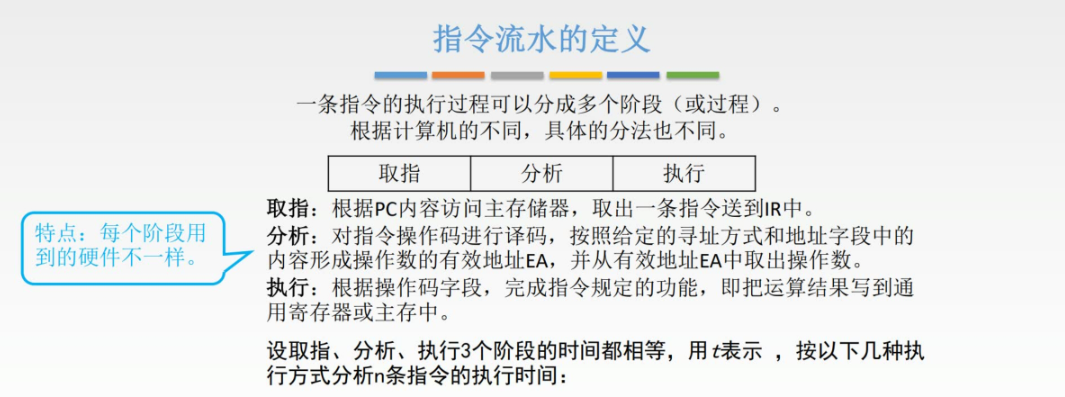 指令流水的定义
一条指令的执行过程可以分成多个阶段（或过程）。
根据计算机的不同，具体的分法也不同。
取指 分析 执行
特点：每个阶段用
到的硬件不一样。
取指：根据PC内容访问主存储器，取出一条指令送到IR中。
分析：对指令操作码进行译码，按照给定的寻址方式和地址字段中的
内容形成操作数的有效地址EA，并从有效地址EA中取出操作数。
执行：根据操作码字段，完成指令规定的功能，即把运算结果写到通
用寄存器或主存中。
设取指、分析、执行3个阶段的时间都相等，用 t表示 ，按以下几种执
行方式分析n条指令的执行时间：